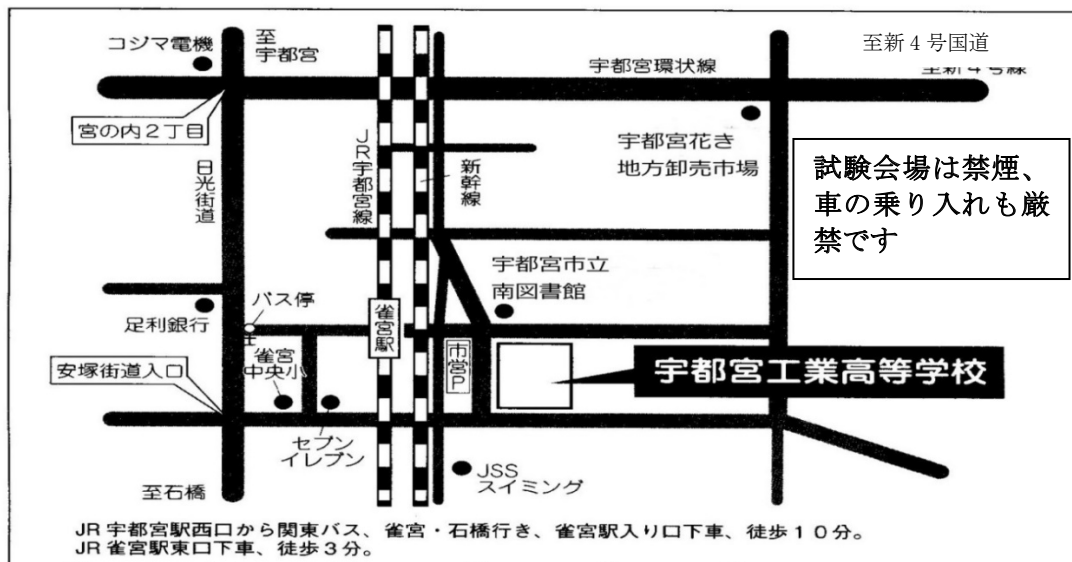 コジマ電機
至
宇都宮
至新４号国道
宇都宮環状線
至新４号線
宮の内２丁目
日光街道
ＪＲ宇都宮線
新幹線
宇都宮花き
地方卸売市場
試験会場は禁煙、
車の乗り入れも厳
禁です
宇都宮市立
南図書館
バス停
足利銀行
雀宮駅
雀宮
中央小
市営P
宇都宮工業高等学校
安塚街道入口
セブン
イレブン
JSS
スイミング
至石橋
JR 宇都宮駅西口から関東バス、雀宮・石橋行き、雀宮駅入り口下車、徒歩１０分。
JR 雀宮駅東口下車、徒歩３分。